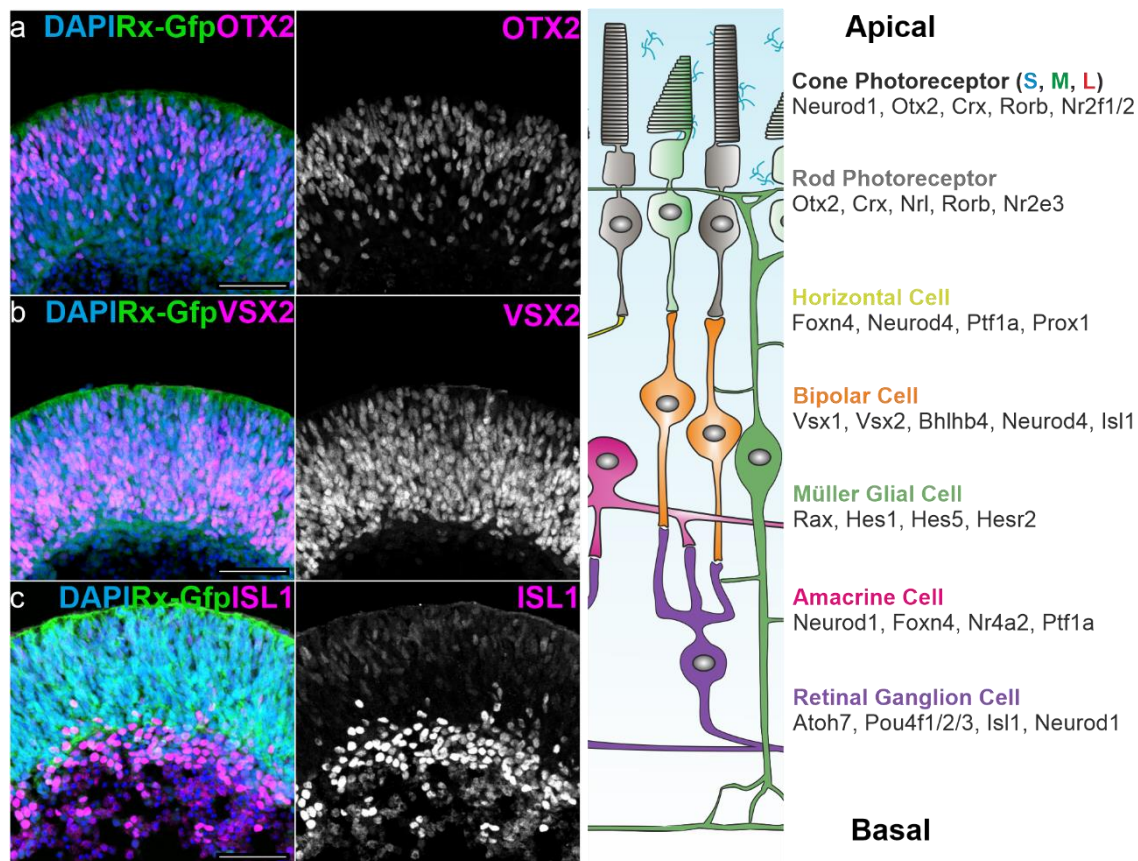 a DAPIRx-GfpOTX2
OTX2
b DAPIRx-GfpVSX2
VSX2
c DAPIRx-GfpISL1
ISL1
Apical
Cone Photoreceptor (S, M, L)
Neurod1, Otx2, Crx, Rorb, Nr2f1/2
Rod Photoreceptor
Otx2, Crx, Nrl, Rorb, Nr2e3
Horizontal Cell
Foxn4, Neurod4, Ptf1a, Prox1
Bipolar Cell
Vsx1, Vsx2, Bhlhb4, Neurod4, Isl1
Müller Glial Cell
Rax, Hes1, Hes5, Hesr2
Amacrine Cell
Neurod1, Foxn4, Nr4a2, Ptf1a
Retinal Ganglion Cell
Atoh7, Pou4f1/2/3, Isl1, Neurod1
Basal